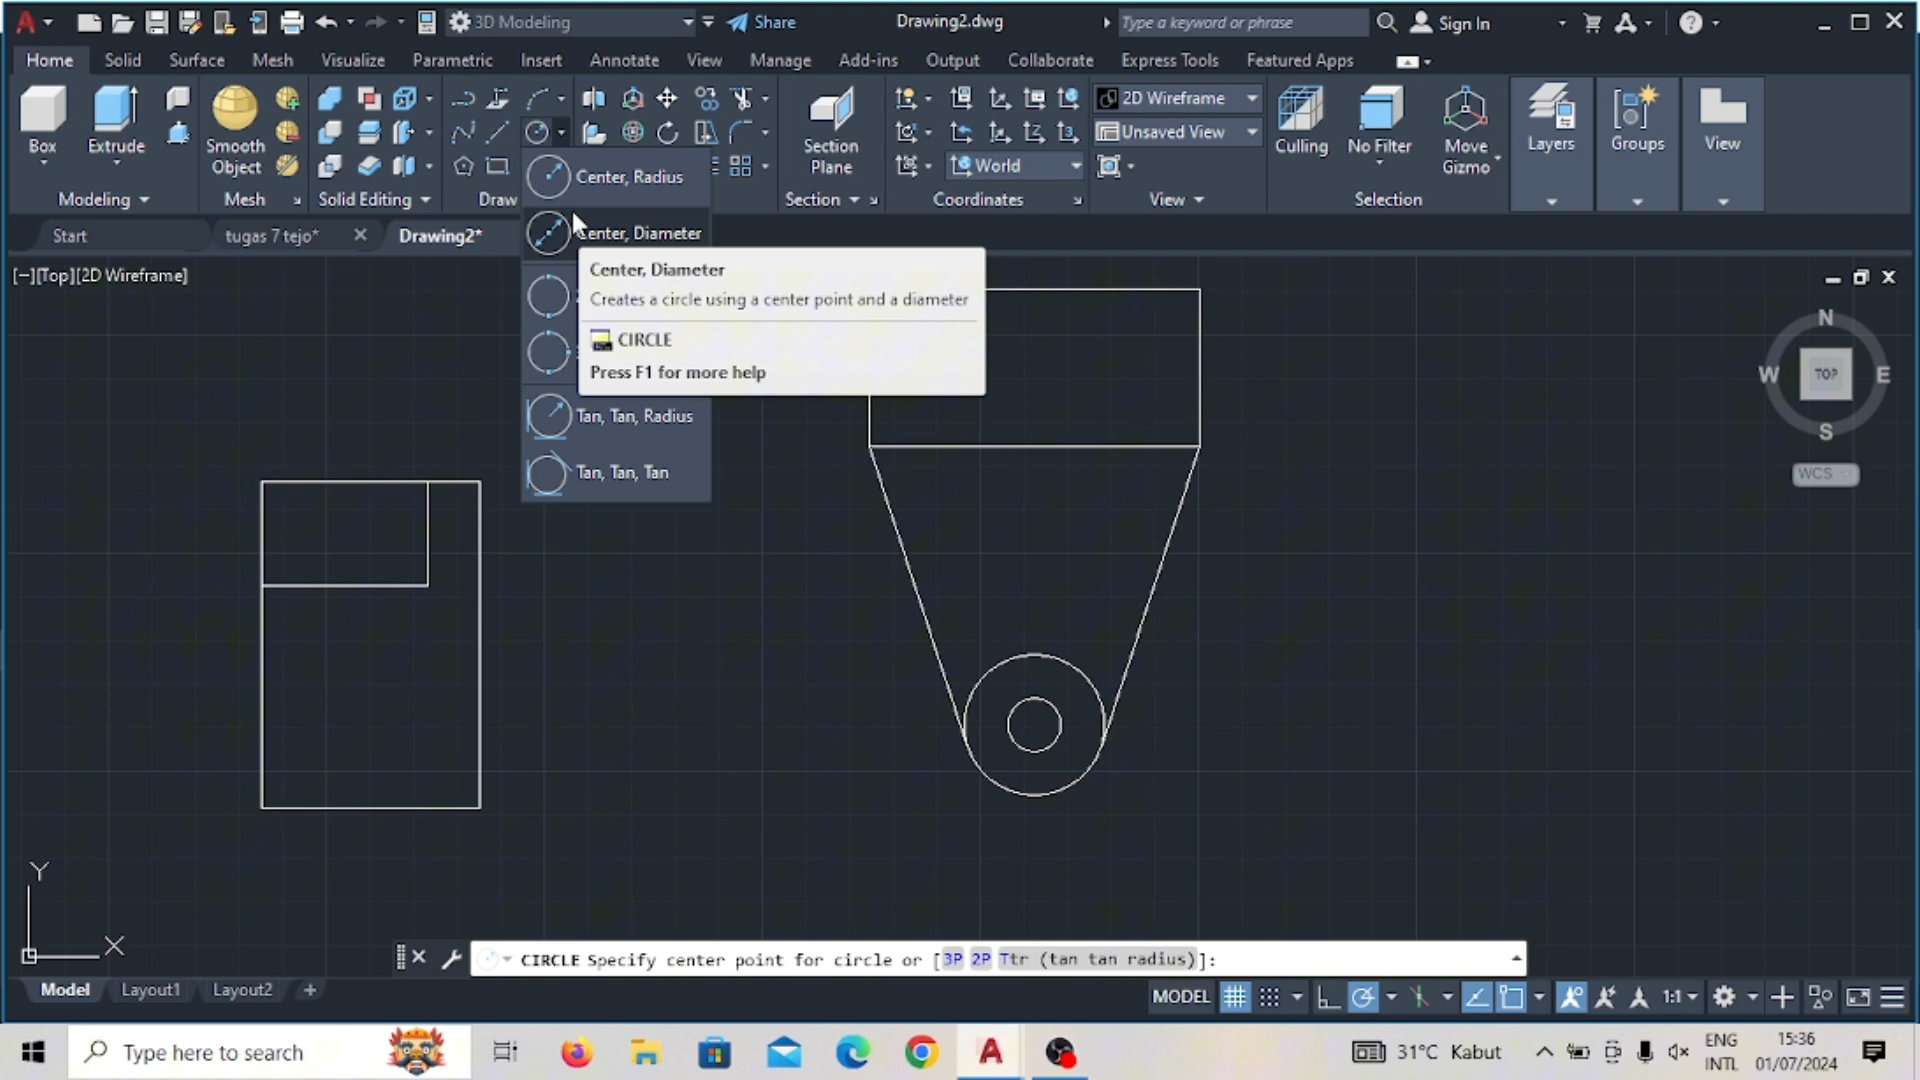 3D Modeling
Share
Drawing2.dwg
Type a keyword or phrase
Sign In
Home Solid Surface Mesh Visualize Parametric Insert Annotate View Manage Add-ins Output Collaborate Express Tools Featured Apps
Box
Extrude
Smooth
Object
Section
Plane
2D Wireframe
Unsaved View
World
Culling
No Filter
Move
Gizmo
Layers
Groups
View
Modeling
Mesh
Solid Editing
Draw
Section
Coordinates
View
Selection
Start
tugas 7 tejo*
Drawing2*
Center, Radius
Center, Diameter
Center, Diameter
Creates a circle using a center point and a diameter
CIRCLE
Press F1 for more help
Tan, Tan, Radius
Tan, Tan, Tan
[−][Top][2D Wireframe]
N
W TOP E
S
WCS
Y
X
CIRCLE Specify center point for circle or [3P 2P Ttr (tan tan radius)]:
Model Layout1 Layout2 +
MODEL
1:1
Type here to search
31°C Kabut
ENG
INTL
15:36
01/07/2024